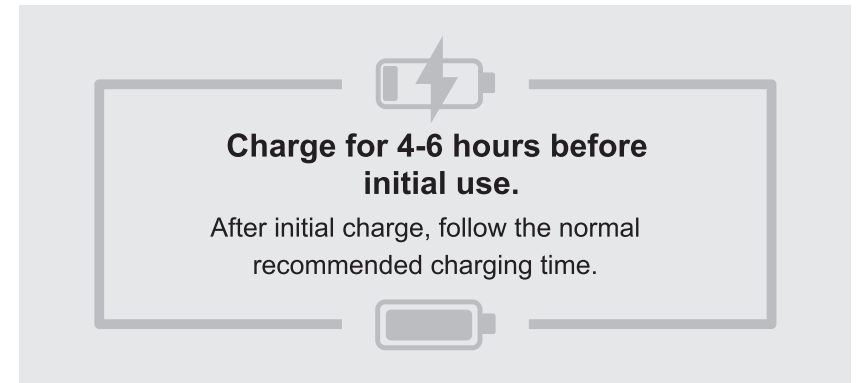 Charge for 4-6 hours before
initial use.
After initial charge, follow the normal
recommended charging time.